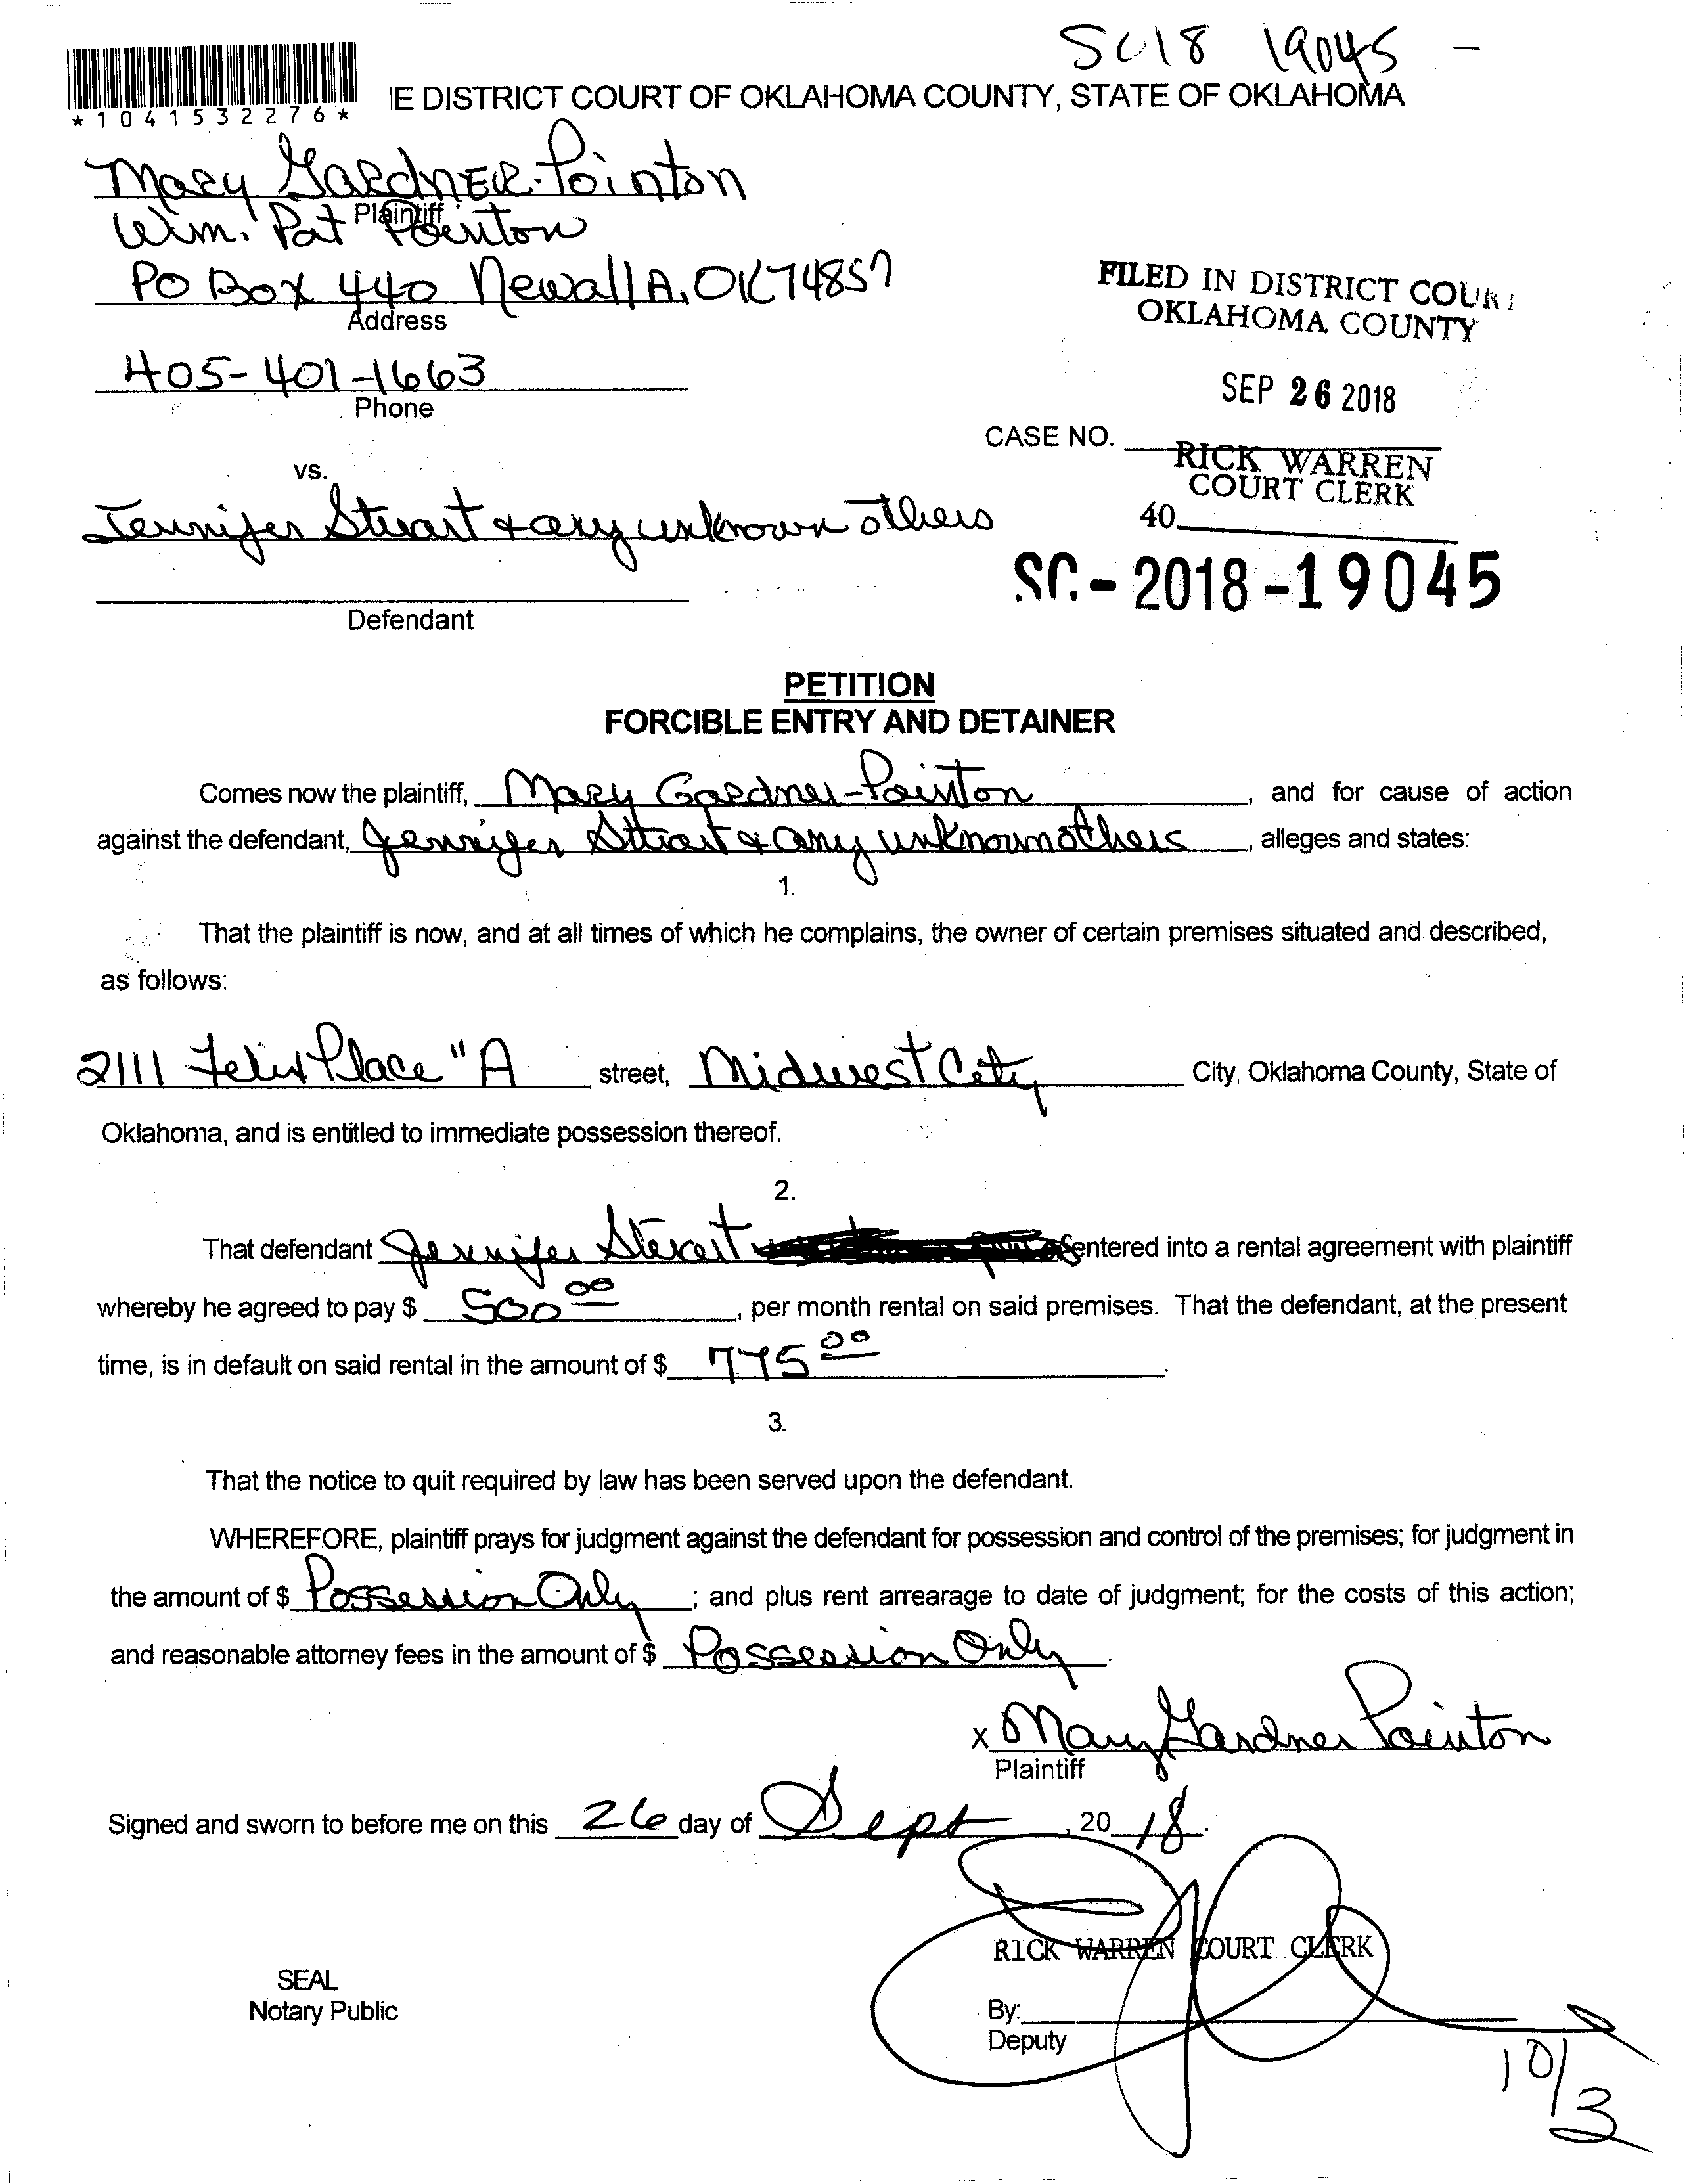 SC18 19045 -
*1041532276*
E DISTRICT COURT OF OKLAHOMA COUNTY, STATE OF OKLAHOMA
Mary Gardner-Pointon
Plaintiff
Wm. Pat Pointon
PO Box 440 Newalla, OK 74857
Address
405-401-1663
Phone
FILED IN DISTRICT COURT
OKLAHOMA COUNTY
SEP 26 2018
CASE NO.
RICK WARREN
COURT CLERK
40
vs.
Jennifer Stuart & any unknown others
SC-2018-19045
Defendant
PETITION
FORCIBLE ENTRY AND DETAINER
Comes now the plaintiff, Mary Gardner-Pointon, and for cause of action
against the defendant, Jennifer Stuart & any unknown others, alleges and states:
1.
That the plaintiff is now, and at all times of which he complains, the owner of certain premises situated and described,
as follows:
2111 Felix Place "A street, Midwest City City, Oklahoma County, State of
Oklahoma, and is entitled to immediate possession thereof.
2.
That defendant Jennifer Stuart entered into a rental agreement with plaintiff
whereby he agreed to pay $ 500 00, per month rental on said premises. That the defendant, at the present
time, is in default on said rental in the amount of $ 775 00.
3.
That the notice to quit required by law has been served upon the defendant.
WHEREFORE, plaintiff prays for judgment against the defendant for possession and control of the premises; for judgment in
the amount of $ Possession Only; and plus rent arrearage to date of judgment; for the costs of this action;
and reasonable attorney fees in the amount of $ Possession Only.
x Mary Gardner Pointon
Plaintiff
Signed and sworn to before me on this 26 day of Sept, 2018.
RICK WARREN COURT CLERK
SEAL
Notary Public
By:
Deputy
10/3